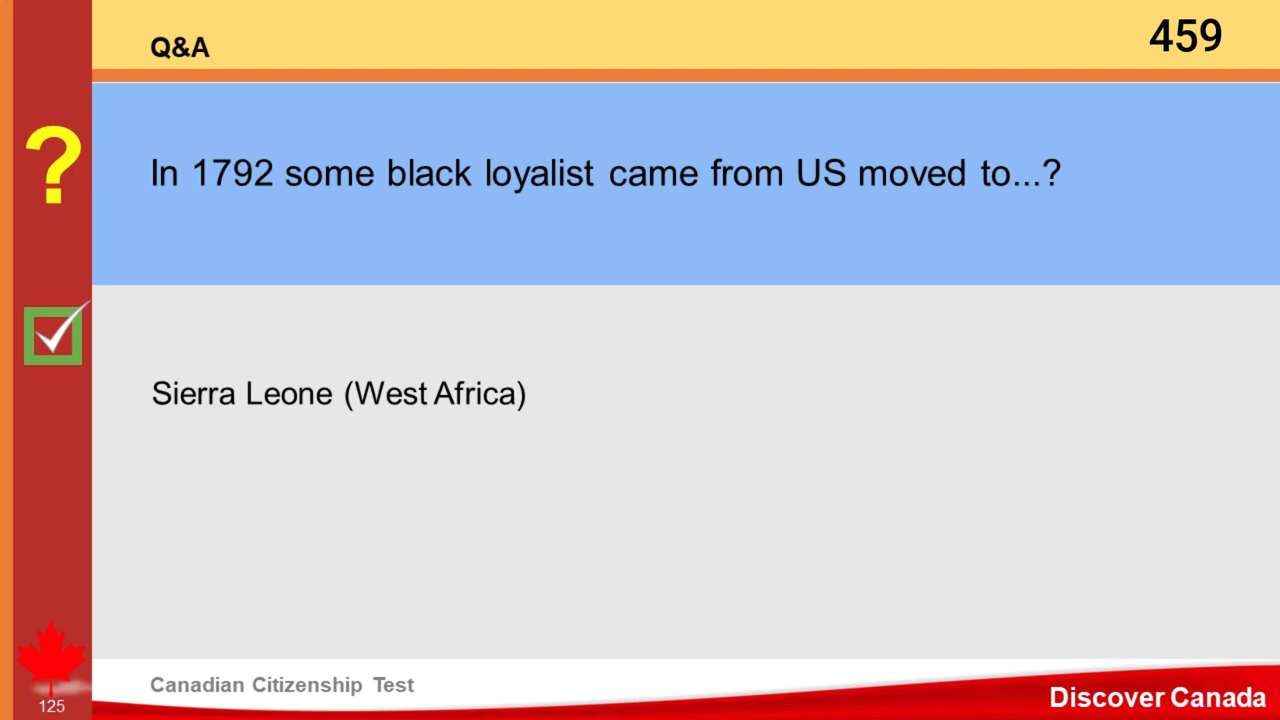 Q&A
459
?
In 1792 some black loyalist came from US moved to...?
Sierra Leone (West Africa)
Canadian Citizenship Test
125
Discover Canada